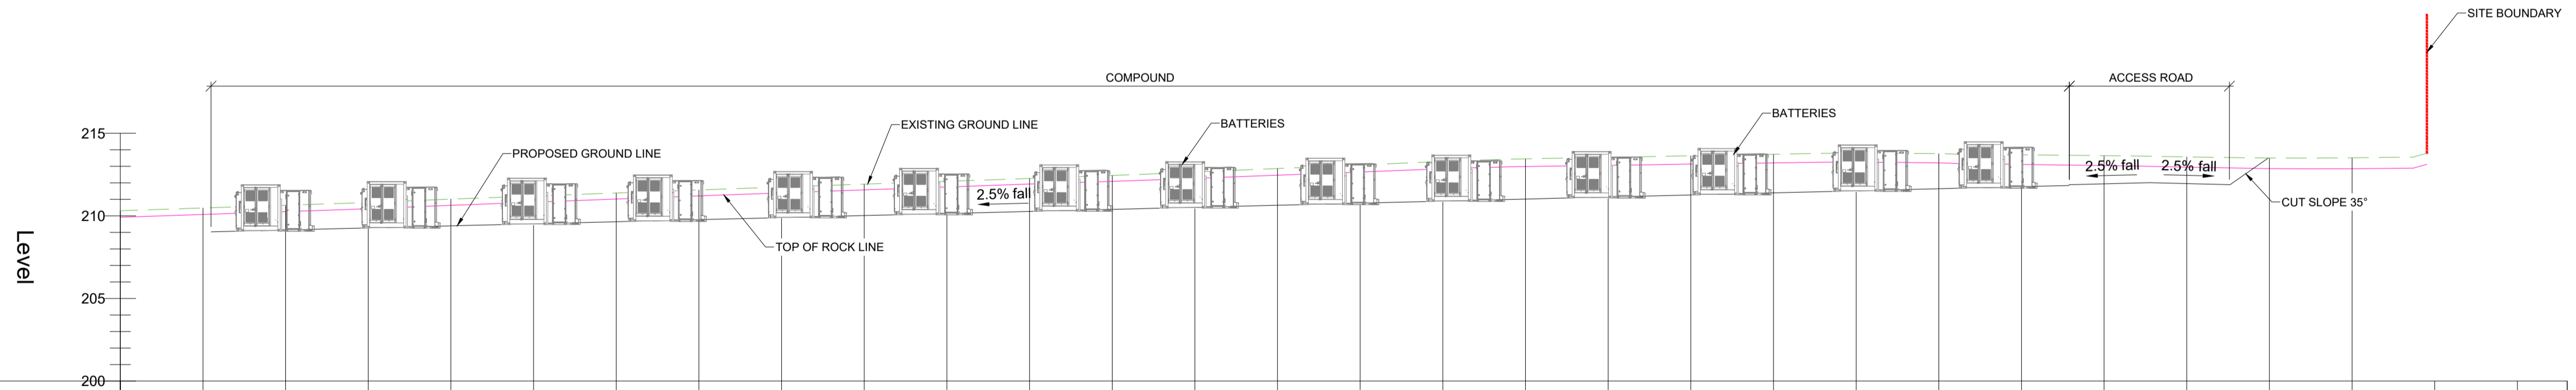 SITE BOUNDARY
COMPOUND
ACCESS ROAD
BATTERIES
EXISTING GROUND LINE
BATTERIES
215
PROPOSED GROUND LINE
2.5% fall
2.5% fall
2.5% fall
CUT SLOPE 35°
210
TOP OF ROCK LINE
Level
205
200